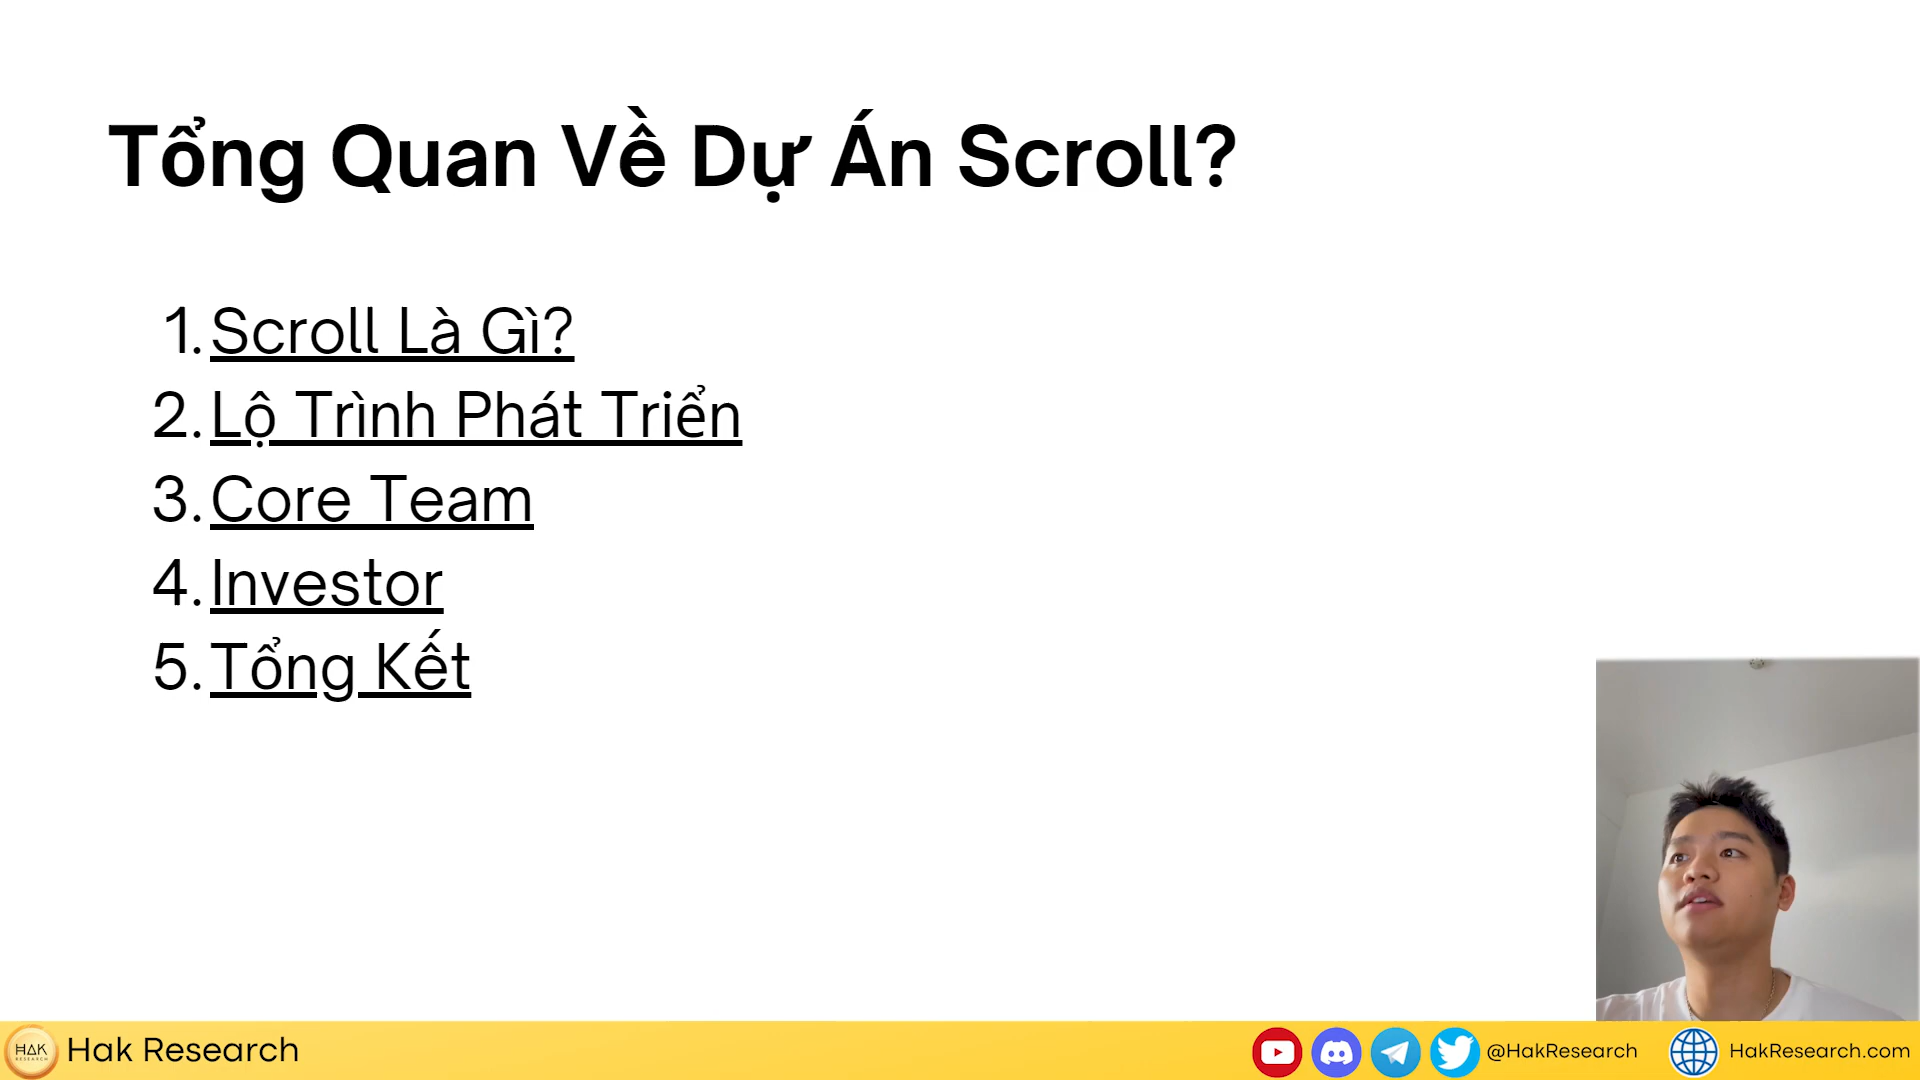 Tổng Quan Về Dự Án Scroll?
1. Scroll Là Gì?
2. Lộ Trình Phát Triển
3. Core Team
4. Investor
5. Tổng Kết
HAK
RESEARCH
Hak Research
@HakResearch
HakResearch.com